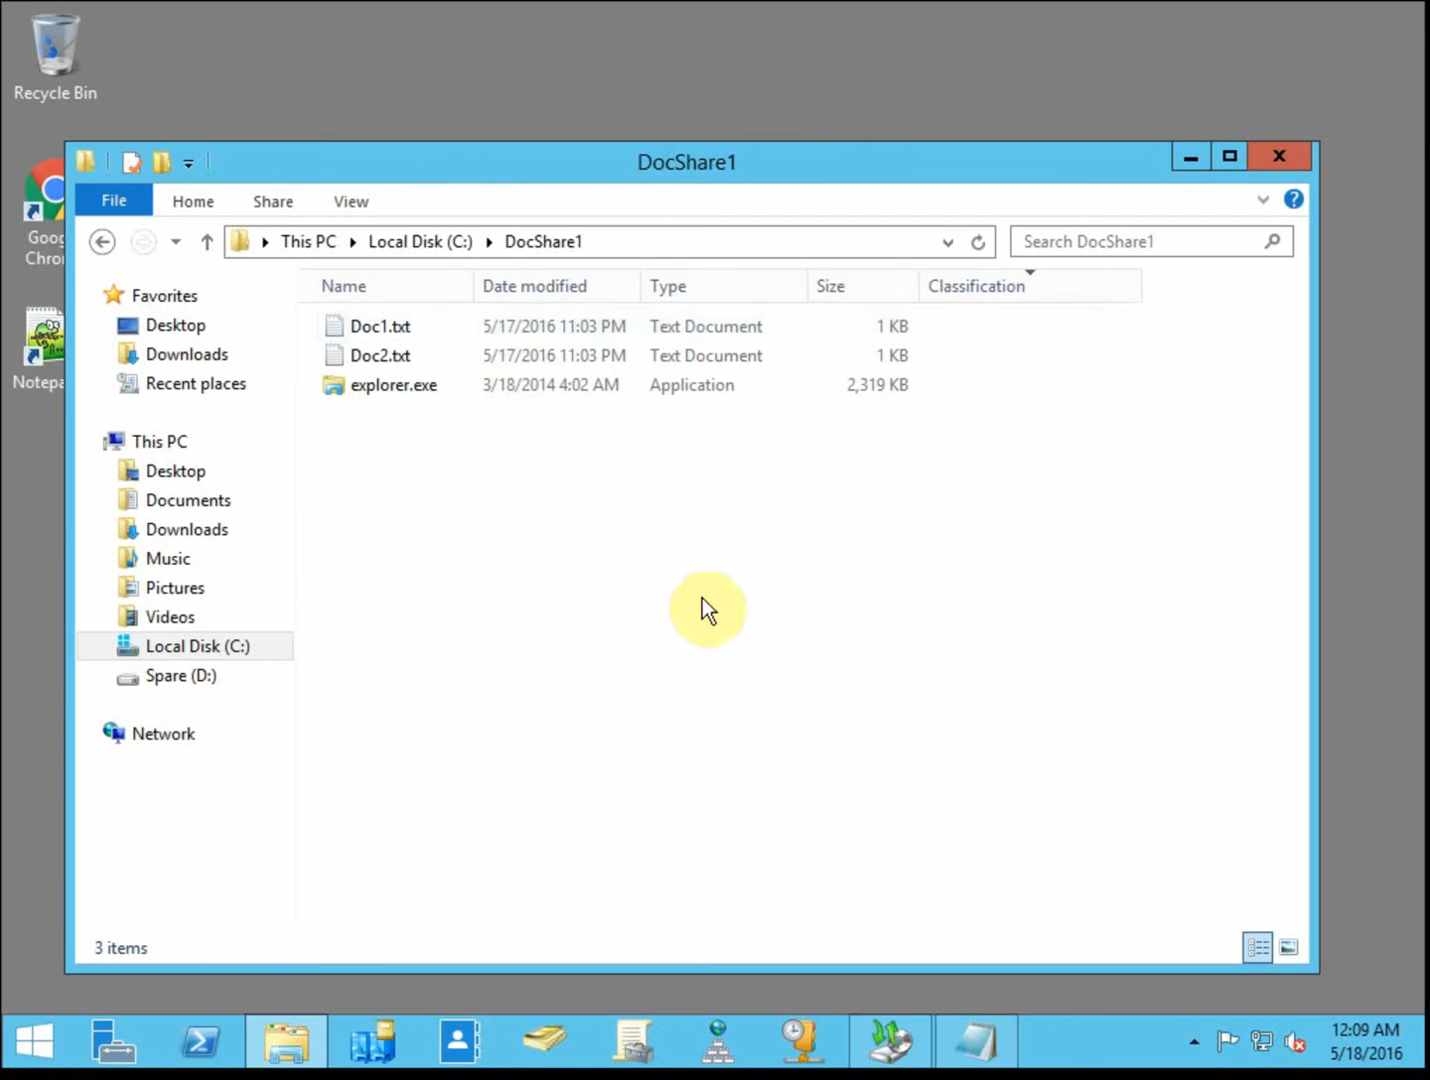 Recycle Bin
DocShare1
File Home Share View
This PC Local Disk (C:) DocShare1
Search DocShare1
Goog
Chron
Notepa
Favorites
Desktop
Downloads
Recent places
This PC
Desktop
Documents
Downloads
Music
Pictures
Videos
Local Disk (C:)
Spare (D:)
Network
Name Date modified Type Size Classification
Doc1.txt 5/17/2016 11:03 PM Text Document 1 KB
Doc2.txt 5/17/2016 11:03 PM Text Document 1 KB
explorer.exe 3/18/2014 4:02 AM Application 2,319 KB
3 items
12:09 AM
5/18/2016